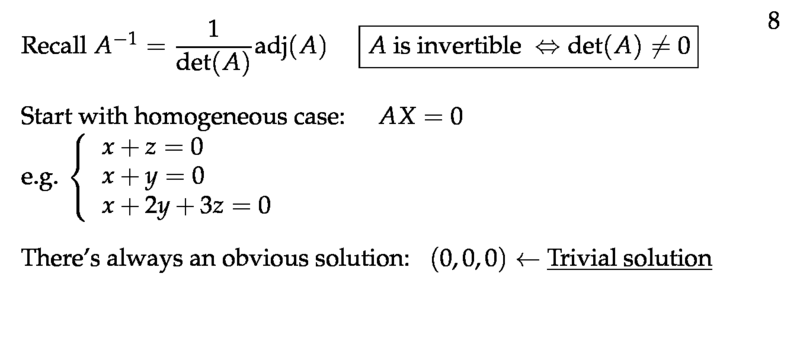 8
Recall A⁻¹ = 1/det(A) adj(A) A is invertible ⇔ det(A) ≠ 0
Start with homogeneous case: AX = 0
x + z = 0
e.g. { x + y = 0
x + 2y + 3z = 0
There's always an obvious solution: (0,0,0) ← Trivial solution